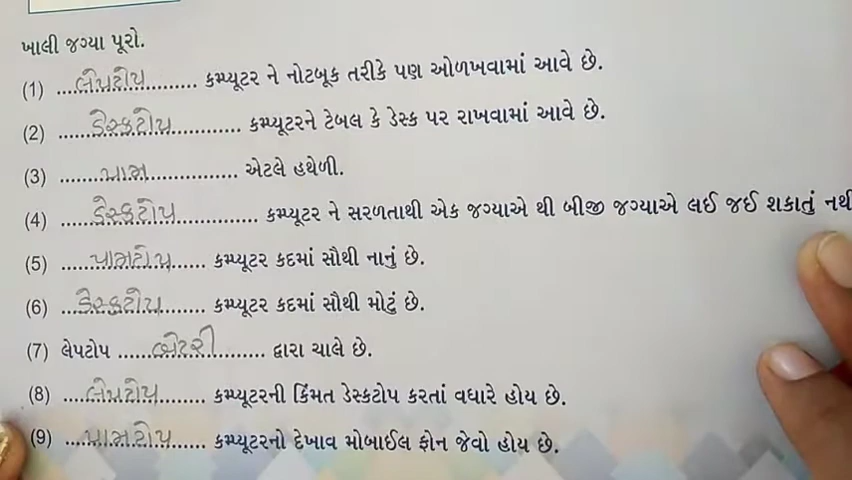 ખાલી જગ્યા પૂરો.
(1) ....લેપટોપ.... કમ્પ્યૂટર ને નોટબૂક તરીકે પણ ઓળખવામાં આવે છે.
(2) ....ડેસ્કટોપ.... કમ્પ્યૂટરને ટેબલ કે ડેસ્ક પર રાખવામાં આવે છે.
(3) ....પામ.... એટલે હથેળી.
(4) ....ડેસ્કટોપ.... કમ્પ્યૂટર ને સરળતાથી એક જગ્યાએ થી બીજી જગ્યાએ લઈ જઈ શકાતું નથી
(5) ....પામટોપ.... કમ્પ્યૂટર કદમાં સૌથી નાનું છે.
(6) ....ડેસ્કટોપ.... કમ્પ્યૂટર કદમાં સૌથી મોટું છે.
(7) લેપટોપ ....બેટરી.... દ્વારા ચાલે છે.
(8) ....લેપટોપ.... કમ્પ્યૂટરની કિંમત ડેસ્કટોપ કરતાં વધારે હોય છે.
(9) ....પામટોપ.... કમ્પ્યૂટરનો દેખાવ મોબાઈલ ફોન જેવો હોય છે.